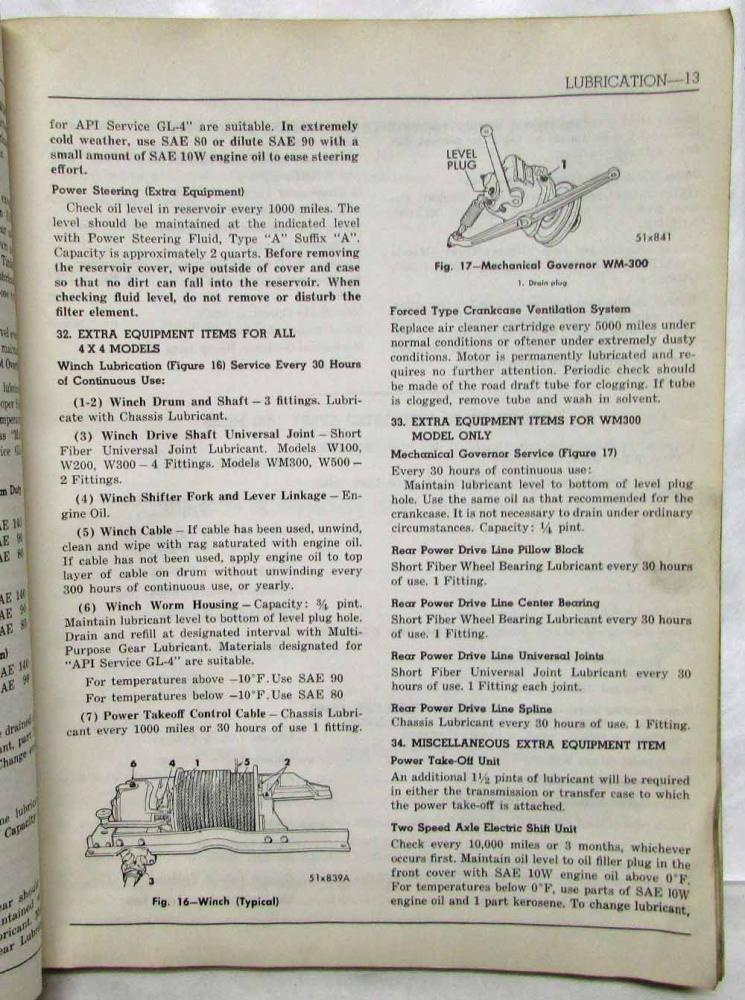 LUBRICATION—13
for API Service GL-4" are suitable. In extremely
cold weather, use SAE 80 or dilute SAE 90 with a
small amount of SAE 10W engine oil to ease steering
effort.
Power Steering (Extra Equipment)
Check oil level in reservoir every 1000 miles. The
level should be maintained at the indicated level
with Power Steering Fluid, Type "A" Suffix "A".
Capacity is approximately 2 quarts. Before removing
the reservoir cover, wipe outside of cover and case
so that no dirt can fall into the reservoir. When
checking fluid level, do not remove or disturb the
filter element.
32. EXTRA EQUIPMENT ITEMS FOR ALL
4 X 4 MODELS
Winch Lubrication (Figure 16) Service Every 30 Hours
of Continuous Use:
(1-2) Winch Drum and Shaft — 3 fittings. Lubri-
cate with Chassis Lubricant.
(3) Winch Drive Shaft Universal Joint — Short
Fiber Universal Joint Lubricant. Models W100,
W200, W300 — 4 Fittings. Models WM300, W500 —
2 Fittings.
(4) Winch Shifter Fork and Lever Linkage — En-
gine Oil.
(5) Winch Cable — If cable has been used, unwind,
clean and wipe with rag saturated with engine oil.
If cable has not been used, apply engine oil to top
layer of cable on drum without unwinding every
300 hours of continuous use, or yearly.
(6) Winch Worm Housing — Capacity: ¾ pint.
Maintain lubricant level to bottom of level plug hole.
Drain and refill at designated interval with Multi-
Purpose Gear Lubricant. Materials designated for
"API Service GL-4" are suitable.
For temperatures above —10°F. Use SAE 90
For temperatures below —10°F. Use SAE 80
(7) Power Takeoff Control Cable — Chassis Lubri-
cant every 1000 miles or 30 hours of use 1 fitting.
6 4 1 5 2
3
51x839A
Fig. 16—Winch (Typical)
LEVEL
PLUG
1
51x841
Fig. 17—Mechanical Governor WM-300
1. Drain plug
Forced Type Crankcase Ventilation System
Replace air cleaner cartridge every 5000 miles under
normal conditions or oftener under extremely dusty
conditions. Motor is permanently lubricated and re-
quires no further attention. Periodic check should
be made of the road draft tube for clogging. If tube
is clogged, remove tube and wash in solvent.
33. EXTRA EQUIPMENT ITEMS FOR WM300
MODEL ONLY
Mechanical Governor Service (Figure 17)
Every 30 hours of continuous use:
Maintain lubricant level to bottom of level plug
hole. Use the same oil as that recommended for the
crankcase. It is not necessary to drain under ordinary
circumstances. Capacity: ¼ pint.
Rear Power Drive Line Pillow Block
Short Fiber Wheel Bearing Lubricant every 30 hours
of use. 1 Fitting.
Rear Power Drive Line Center Bearing
Short Fiber Wheel Bearing Lubricant every 30 hours
of use. 1 Fitting.
Rear Power Drive Line Universal Joints
Short Fiber Universal Joint Lubricant every 30
hours of use. 1 Fitting each joint.
Rear Power Drive Line Spline
Chassis Lubricant every 30 hours of use. 1 Fitting.
34. MISCELLANEOUS EXTRA EQUIPMENT ITEM
Power Take-Off Unit
An additional 1½ pints of lubricant will be required
in either the transmission or transfer case to which
the power take-off is attached.
Two Speed Axle Electric Shift Unit
Check every 10,000 miles or 3 months, whichever
occurs first. Maintain oil level to oil filler plug in the
front cover with SAE 10W engine oil above 0°F.
For temperatures below 0°F, use parts of SAE 10W
engine oil and 1 part kerosene. To change lubricant,